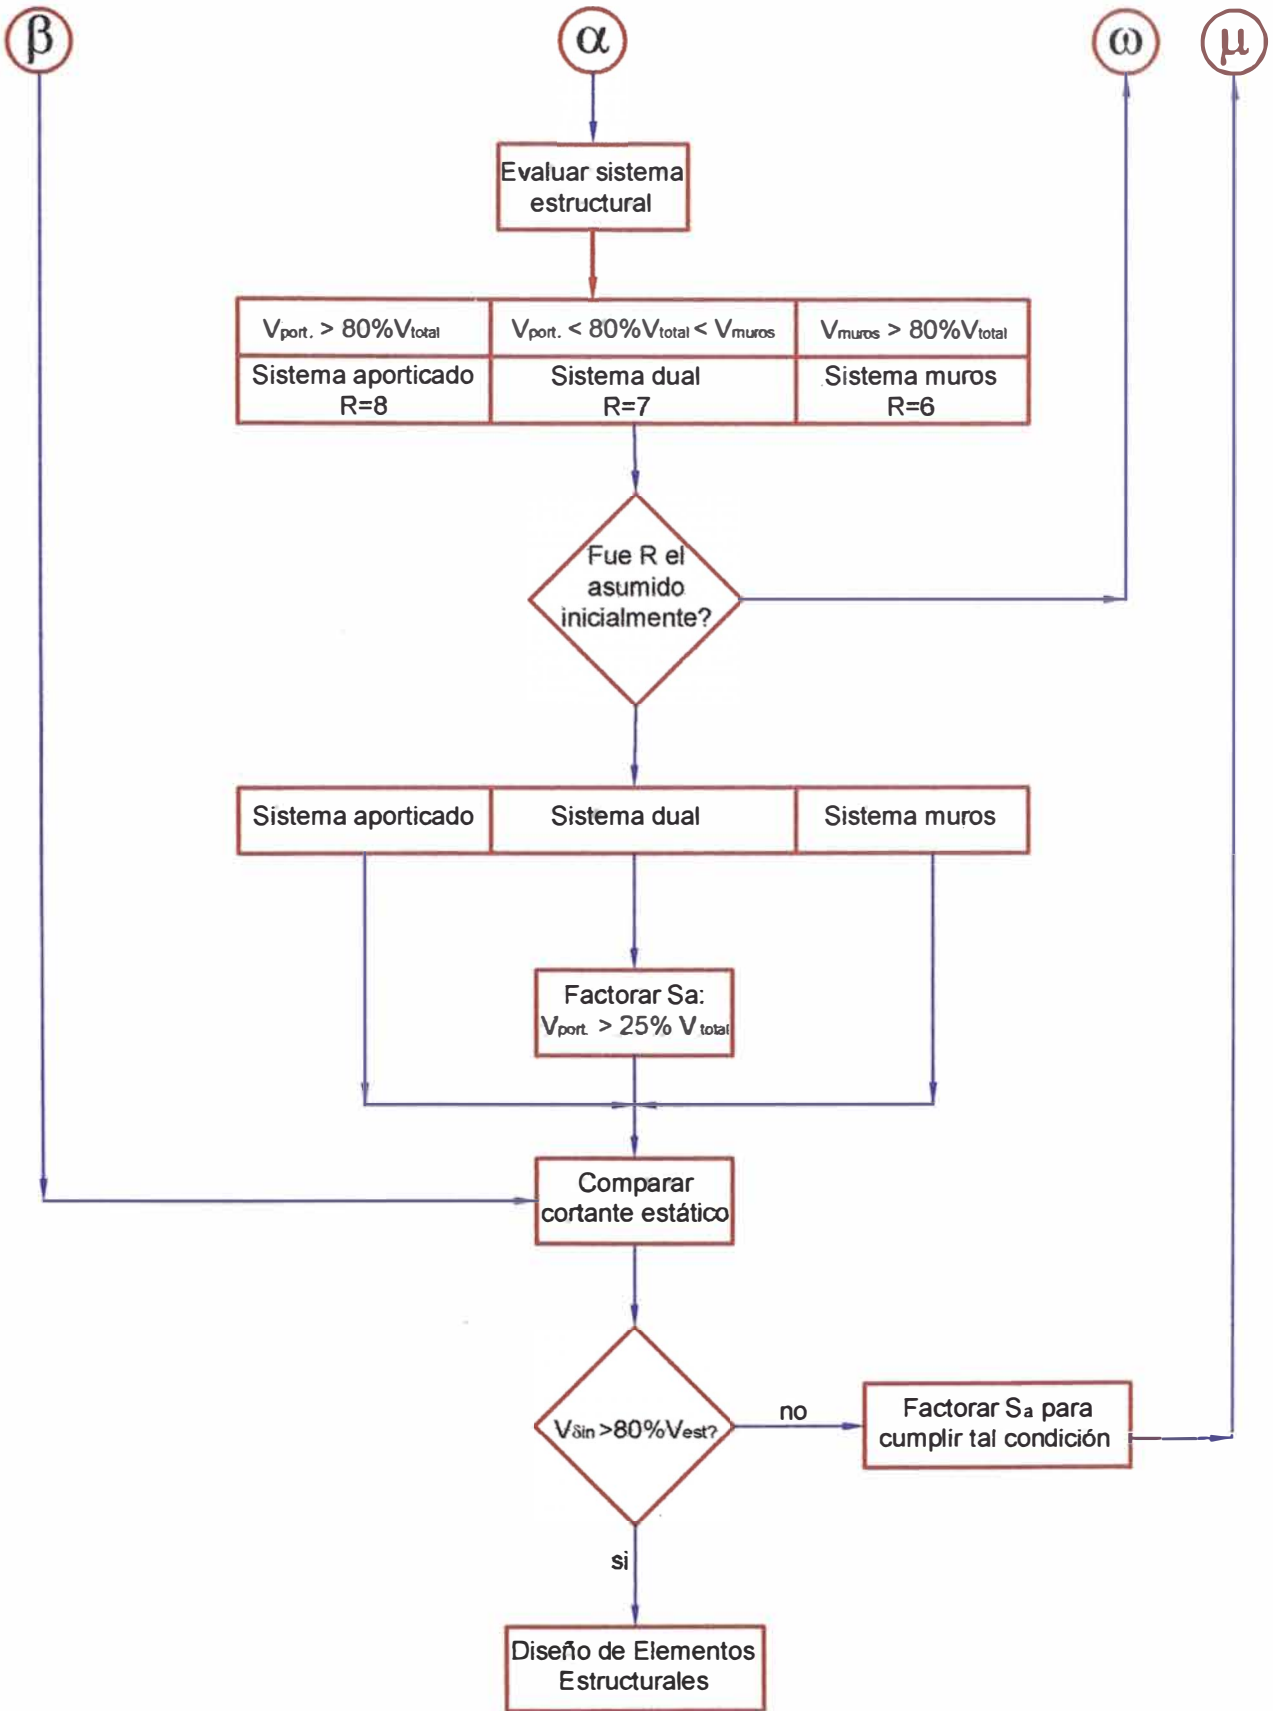 β
α
ω
μ
Evaluar sistema
estructural
Vport. > 80%Vtotal
Vport. < 80%Vtotal < Vmuros
Vmuros > 80%Vtotal
Sistema aporticado
R=8
Sistema dual
R=7
Sistema muros
R=6
Fue R el
asumido
inicialmente?
Sistema aporticado
Sistema dual
Sistema muros
Factorar Sa:
Vport. > 25% Vtotal
Comparar
cortante estático
Vδin >80%Vest?
no
Factorar Sa para
cumplir tal condición
si
Diseño de Elementos
Estructurales